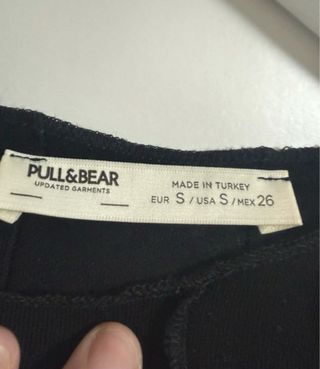 PULL&BEAR
UPDATED GARMENTS
MADE IN TURKEY
EUR S / USA S / MEX 26